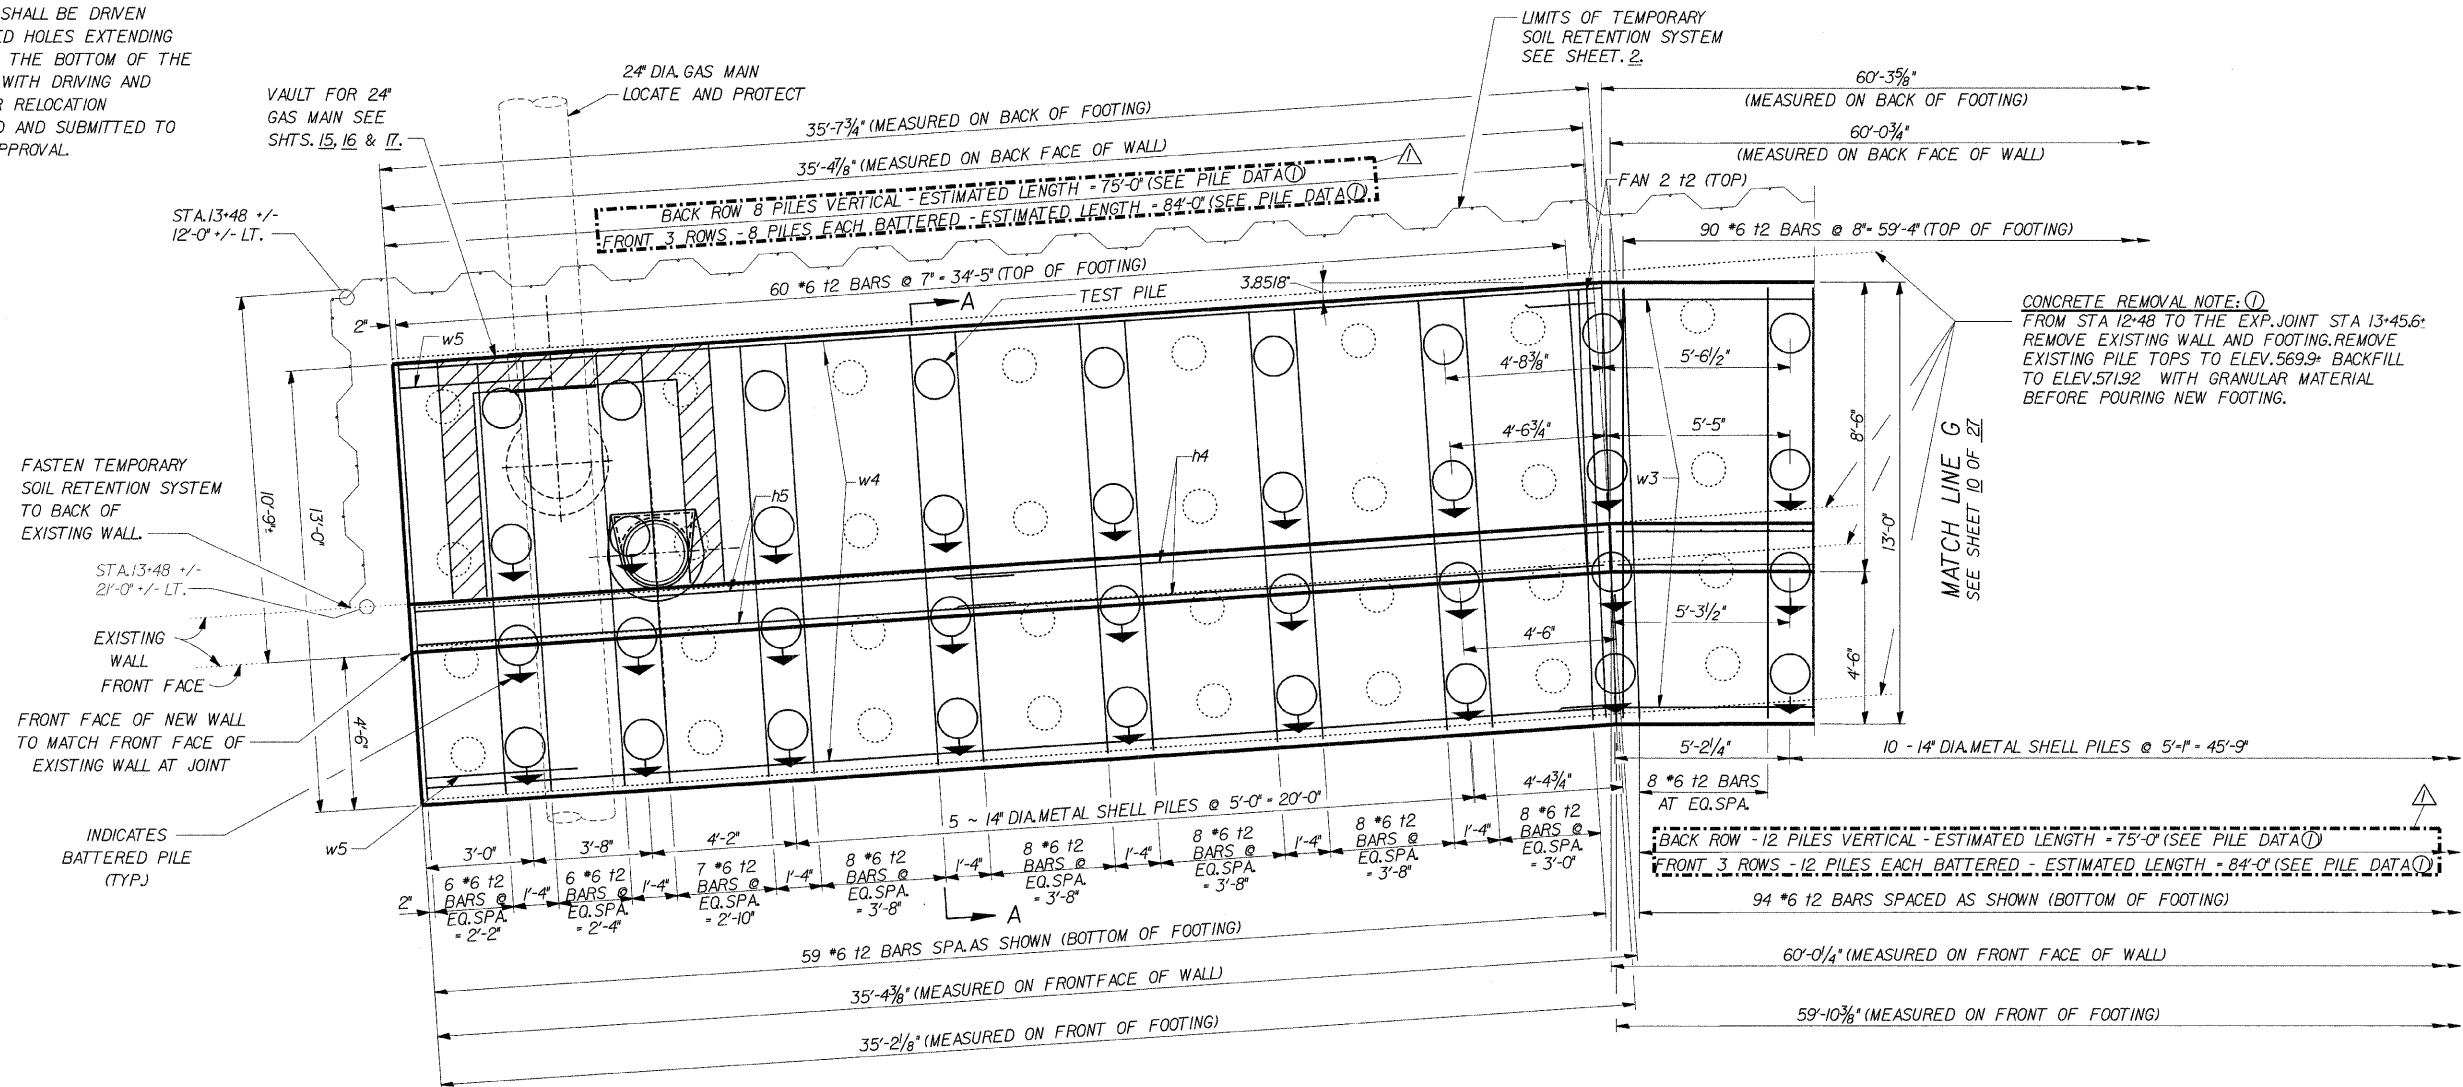 SHALL BE DRIVEN
ED HOLES EXTENDING
THE BOTTOM OF THE
WITH DRIVING AND
R RELOCATION
D AND SUBMITTED TO
PPROVAL.
VAULT FOR 24"
GAS MAIN SEE
SHTS. 15, 16 & 17.
24" DIA. GAS MAIN
LOCATE AND PROTECT
LIMITS OF TEMPORARY
SOIL RETENTION SYSTEM
SEE SHEET. 2.
60'-3⅝"
(MEASURED ON BACK OF FOOTING)
60'-0¾"
(MEASURED ON BACK FACE OF WALL)
35'-7¾" (MEASURED ON BACK OF FOOTING)
35'-4⅞" (MEASURED ON BACK FACE OF WALL)
1
BACK ROW 8 PILES VERTICAL - ESTIMATED LENGTH = 75'-0" (SEE PILE DATA ①)
FRONT 3 ROWS - 8 PILES EACH BATTERED - ESTIMATED LENGTH = 84'-0" (SEE PILE DATA ①)
FAN 2 t2 (TOP)
90 #6 t2 BARS @ 8"= 59'-4" (TOP OF FOOTING)
STA.13+48 +/-
12'-0" +/- LT.
60 #6 t2 BARS @ 7" = 34'-5" (TOP OF FOOTING)
3.8518"
2"
A
TEST PILE
w5
CONCRETE REMOVAL NOTE: ①
FROM STA 12+48 TO THE EXP.JOINT STA 13+45.6±
REMOVE EXISTING WALL AND FOOTING.REMOVE
EXISTING PILE TOPS TO ELEV.569.9± BACKFILL
TO ELEV.571.92 WITH GRANULAR MATERIAL
BEFORE POURING NEW FOOTING.
4'-8⅜"
5'-6½"
4'-6¾"
5'-5"
8'-6"
13'-0"
MATCH LINE G
SEE SHEET 10 OF 27
w4
h4
h5
w3
FASTEN TEMPORARY
SOIL RETENTION SYSTEM
TO BACK OF
EXISTING WALL.
10'-9"±
13'-0"
STA.13+48 +/-
21'-0" +/- LT.
EXISTING
WALL
FRONT FACE
4'-6"
5'-3½"
4'-6"
4'-6"
FRONT FACE OF NEW WALL
TO MATCH FRONT FACE OF
EXISTING WALL AT JOINT
INDICATES
BATTERED PILE
(TYP.)
w5
5'-2¼"
10 - 14" DIA.METAL SHELL PILES @ 5'=1" = 45'-9"
4'-4¾"
5 ~ 14" DIA.METAL SHELL PILES @ 5'-0" = 20'-0"
3'-0"
3'-8"
4'-2"
8 #6 t2 BARS
AT EQ.SPA.
1
BACK ROW - 12 PILES VERTICAL - ESTIMATED LENGTH = 75'-0" (SEE PILE DATA ①)
FRONT 3 ROWS - 12 PILES EACH BATTERED - ESTIMATED LENGTH = 84'-0" (SEE PILE DATA ①)
2"
6 #6 t2
BARS @
EQ.SPA.
= 2'-2"
1'-4"
6 #6 t2
BARS @
EQ.SPA.
= 2'-4"
1'-4"
7 #6 t2
BARS @
EQ.SPA.
= 2'-10"
1'-4"
8 #6 t2
BARS @
EQ.SPA.
= 3'-8"
1'-4"
8 #6 t2
BARS @
EQ.SPA.
= 3'-8"
1'-4"
8 #6 t2
BARS @
EQ.SPA.
= 3'-8"
1'-4"
8 #6 t2
BARS @
EQ.SPA.
= 3'-8"
1'-4"
8 #6 t2
BARS @
EQ.SPA.
= 3'-0"
A
94 #6 t2 BARS SPACED AS SHOWN (BOTTOM OF FOOTING)
59 #6 t2 BARS SPA.AS SHOWN (BOTTOM OF FOOTING)
60'-0¼" (MEASURED ON FRONT FACE OF WALL)
35'-4⅜" (MEASURED ON FRONTFACE OF WALL)
59'-10⅜" (MEASURED ON FRONT OF FOOTING)
35'-2⅛" (MEASURED ON FRONT OF FOOTING)